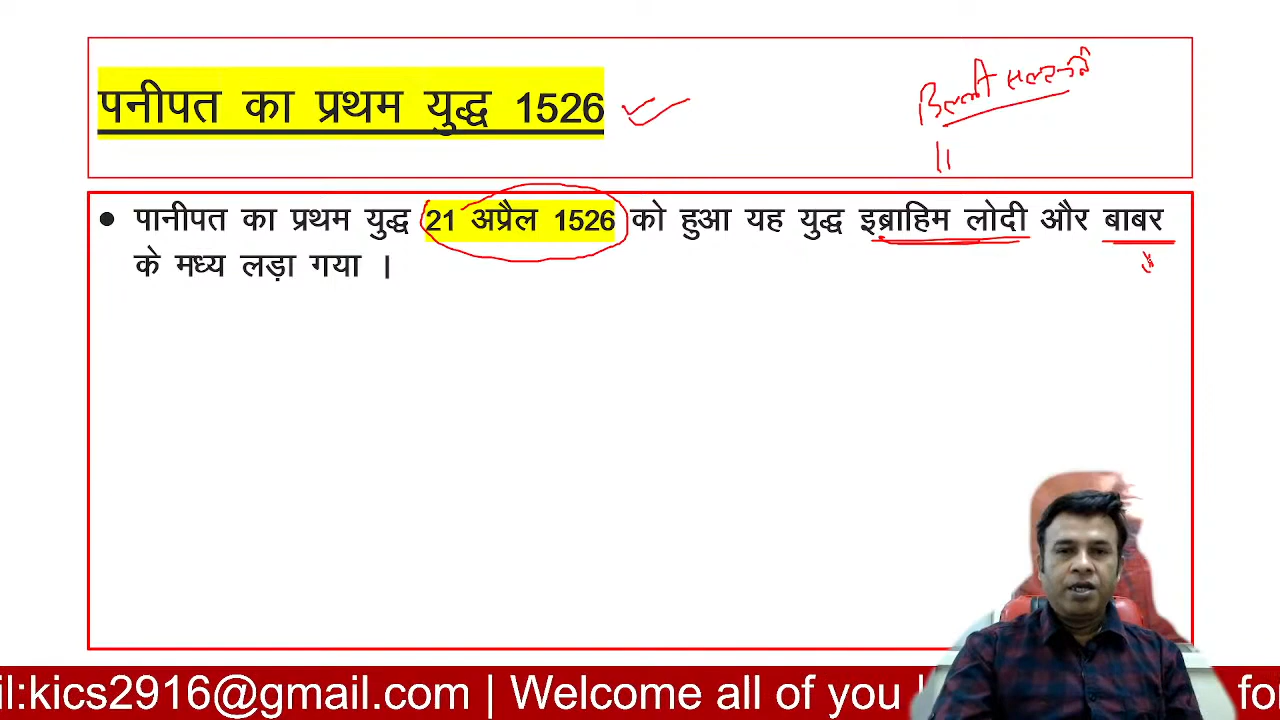 पनीपत का प्रथम युद्ध 1526
• पानीपत का प्रथम युद्ध 21 अप्रैल 1526 को हुआ यह युद्ध इब्राहिम लोदी और बाबर
के मध्य लड़ा गया ।
il:kics2916@gmail.com | Welcome all of you | fo